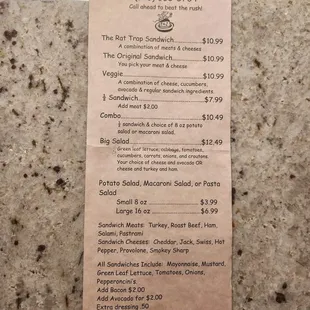 Call ahead to beat the rush!
The Rat Trap Sandwich $10.99
A combination of meats & cheeses
The Original Sandwich $10.99
You pick your meat & cheese
Veggie $10.99
A combination of cheese, cucumbers,
avocado & regular sandwich ingredients
½ Sandwich $7.99
Add meat $2.00
Combo $10.49
½ sandwich & choice of 8 oz potato
salad or macaroni salad.
Big Salad $12.49
Green leaf lettuce, cabbage, tomatoes,
cucumbers, carrots, onions, and croutons
Your choice of cheese and avocado OR
cheese and turkey and ham.
Potato Salad, Macaroni Salad, or Pasta
Salad
Small 8 oz $3.99
Large 16 oz $6.99
Sandwich Meats: Turkey, Roast Beef, Ham,
Salami, Pastrami
Sandwich Cheeses: Cheddar, Jack, Swiss, Hot
Pepper, Provolone, Smokey Sharp
All Sandwiches Include: Mayonnaise, Mustard,
Green Leaf Lettuce, Tomatoes, Onions,
Pepperoncini's
Add Bacon $2.00
Add Avocado for $2.00
Extra dressing .50